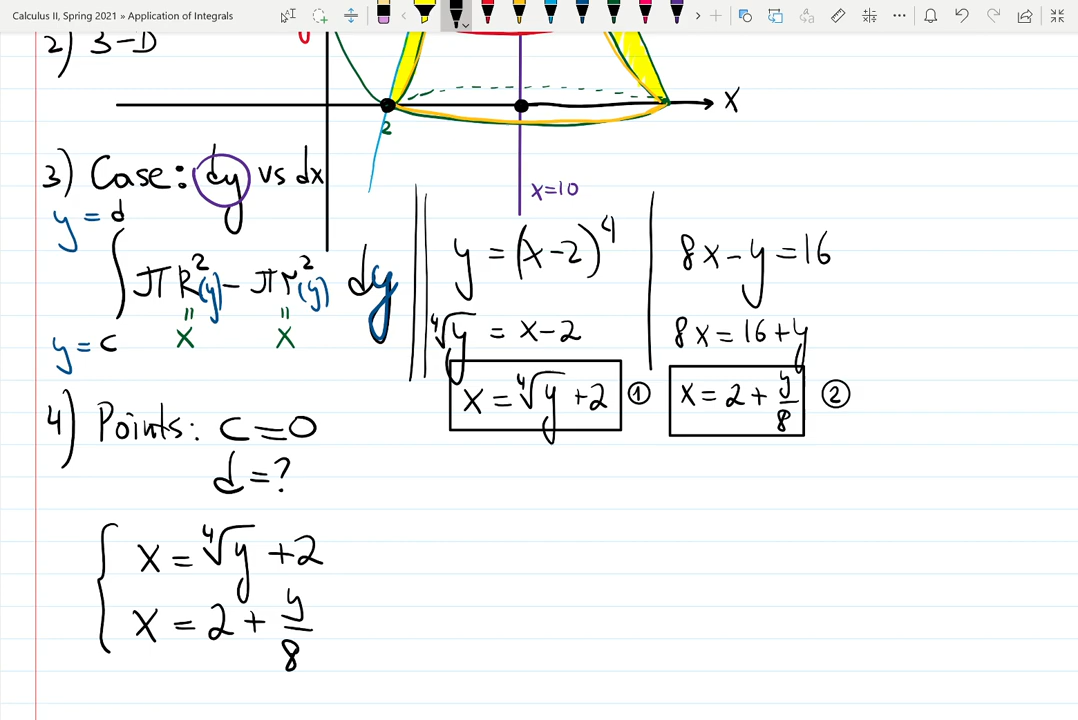 Calculus II, Spring 2021 » Application of Integrals
2) 3-D
X
2
x=10
3) Case: dy vs dx
y = d
∫ πR²(y) - πr²(y) dy
= =
X X
y = c
y = (x-2)⁴
⁴√y = x-2
x = ⁴√y +2 ①
8x-y=16
8x = 16+y
x = 2 + y/8 ②
4) Points: c=0
d=?
{ x = ⁴√y +2
x = 2 + y/8